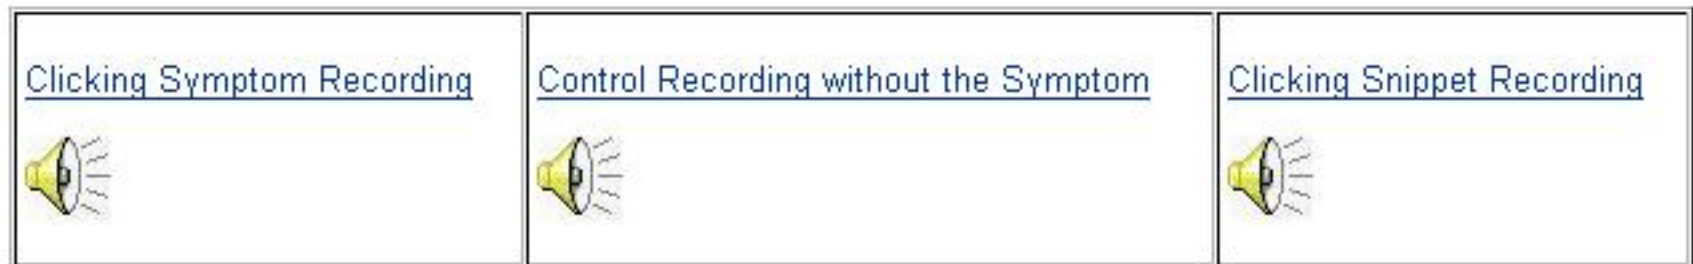 Clicking Symptom Recording
Control Recording without the Symptom
Clicking Snippet Recording